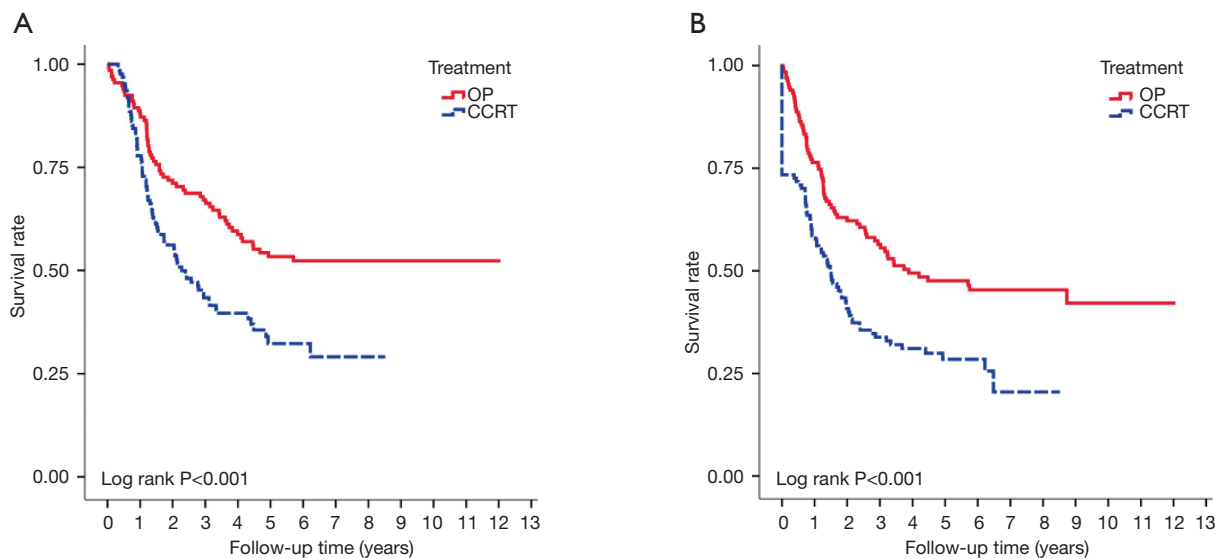 A
Survival rate
1.00
0.75
0.50
0.25
0.00
Treatment
OP
CCRT
Log rank P<0.001
0 1 2 3 4 5 6 7 8 9 10 11 12 13
Follow-up time (years)
B
Survival rate
1.00
0.75
0.50
0.25
0.00
Treatment
OP
CCRT
Log rank P<0.001
0 1 2 3 4 5 6 7 8 9 10 11 12 13
Follow-up time (years)